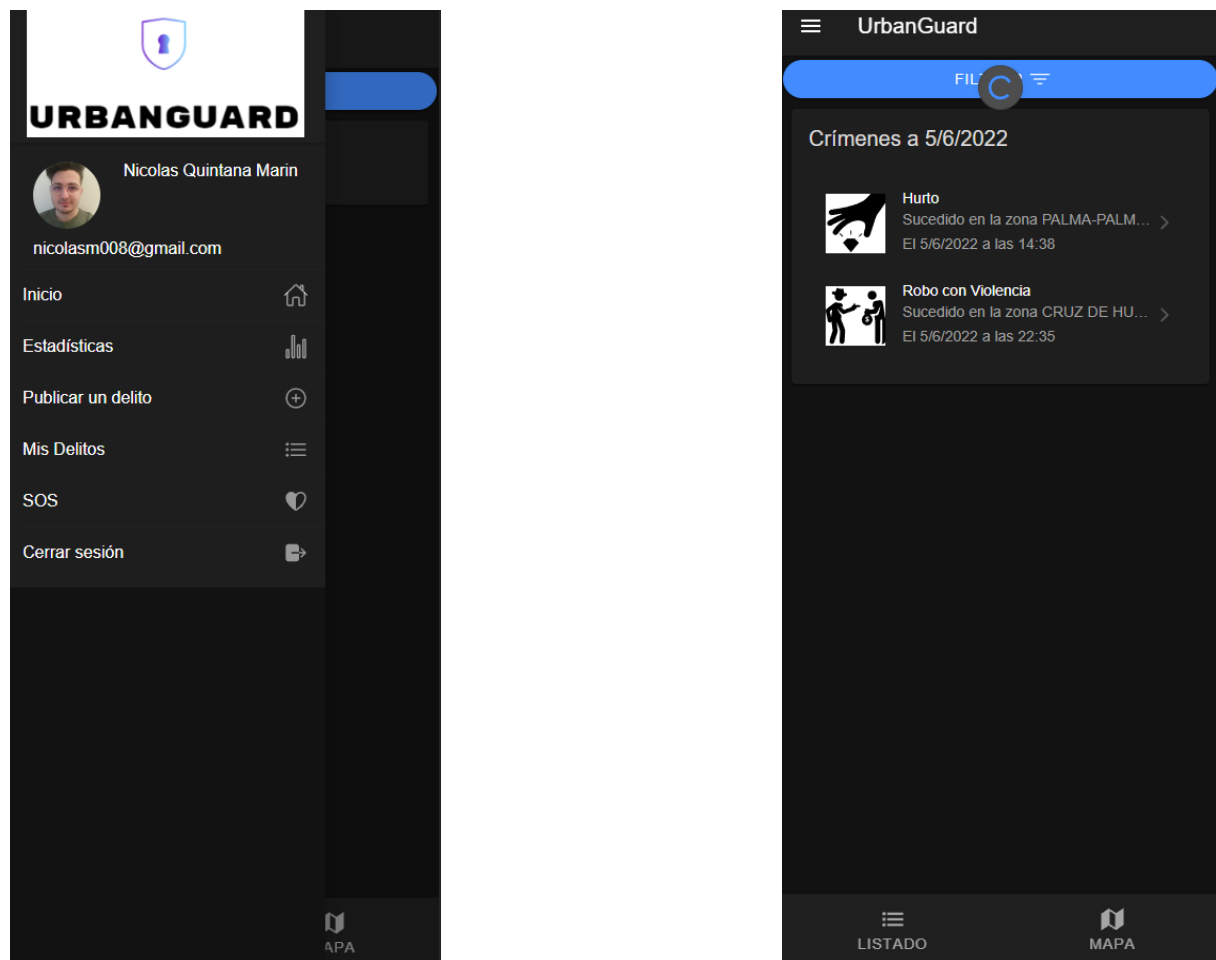 URBANGUARD
Nicolas Quintana Marin
nicolasm008@gmail.com
Inicio
Estadísticas
Publicar un delito
Mis Delitos
SOS
Cerrar sesión
APA
UrbanGuard
FIL
Crímenes a 5/6/2022
Hurto
Sucedido en la zona PALMA-PALM...
El 5/6/2022 a las 14:38
Robo con Violencia
Sucedido en la zona CRUZ DE HU...
El 5/6/2022 a las 22:35
LISTADO
MAPA